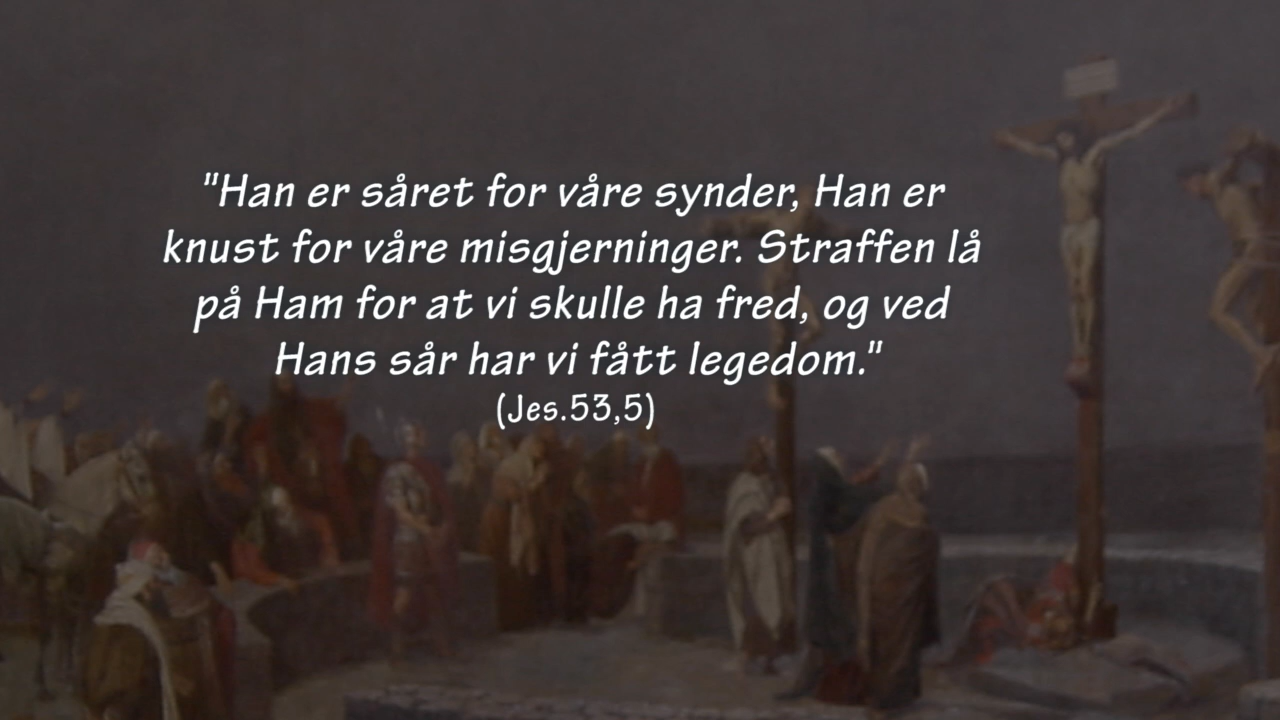 "Han er såret for våre synder, Han er
knust for våre misgjerninger. Straffen lå
på Ham for at vi skulle ha fred, og ved
Hans sår har vi fått legedom."
(Jes.53,5)